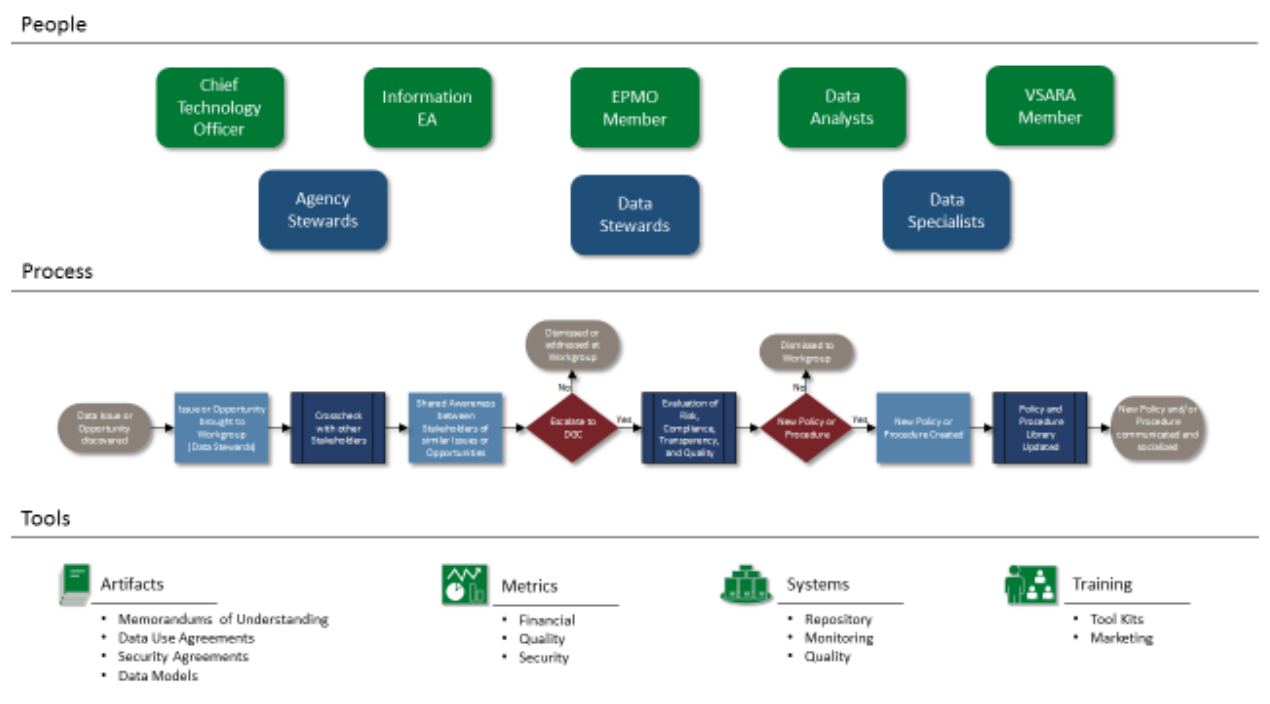 People
Chief
Technology
Officer
Information
EA
EPMO
Member
Data
Analysts
VSARA
Member
Agency
Stewards
Data
Stewards
Data
Specialists
Process
Data Issue or
Opportunity
discovered
Issue or Opportunity
brought to
Workgroup
(Data Stewards)
Crosscheck
with other
Stakeholders
Shared Awareness
between
Stakeholders of
similar Issues or
Opportunities
Dismissed or
addressed at
Workgroup
No
Escalate to
DGC
Yes
Evaluation of
Risk,
Compliance,
Transparency,
and Quality
Dismissed to
Workgroup
No
New Policy or
Procedure
Yes
New Policy or
Procedure Created
Policy and
Procedure
Library
Updated
New Policy and/or
Procedure
communicated and
socialized
Tools
Artifacts
• Memorandums of Understanding
• Data Use Agreements
• Security Agreements
• Data Models
Metrics
• Financial
• Quality
• Security
Systems
• Repository
• Monitoring
• Quality
Training
• Tool Kits
• Marketing